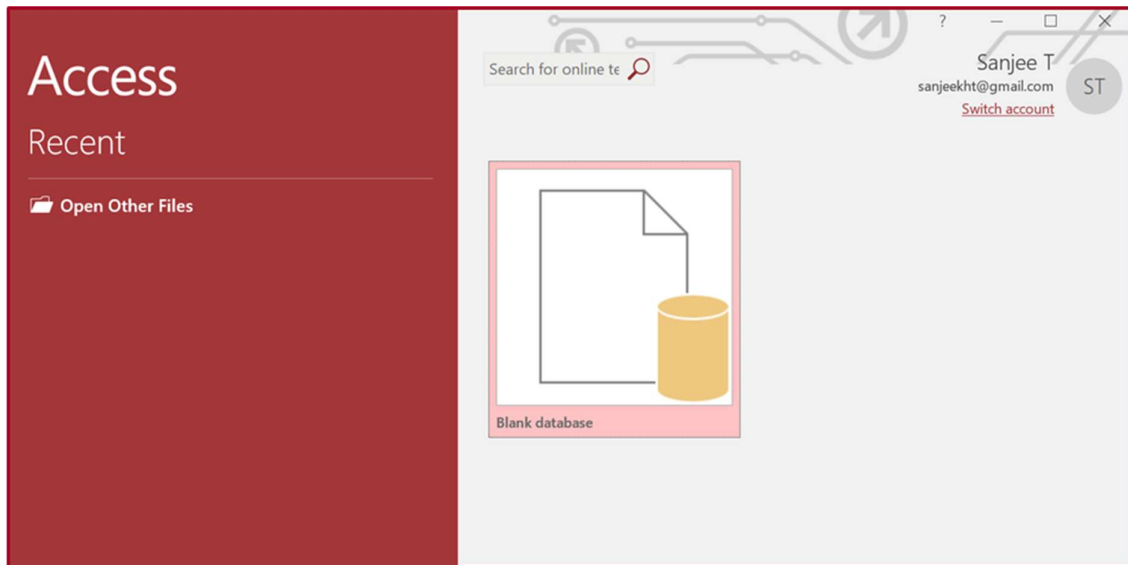 Access
Recent
Open Other Files
Search for online te
?
Sanjee T
sanjeekht@gmail.com
ST
Switch account
Blank database